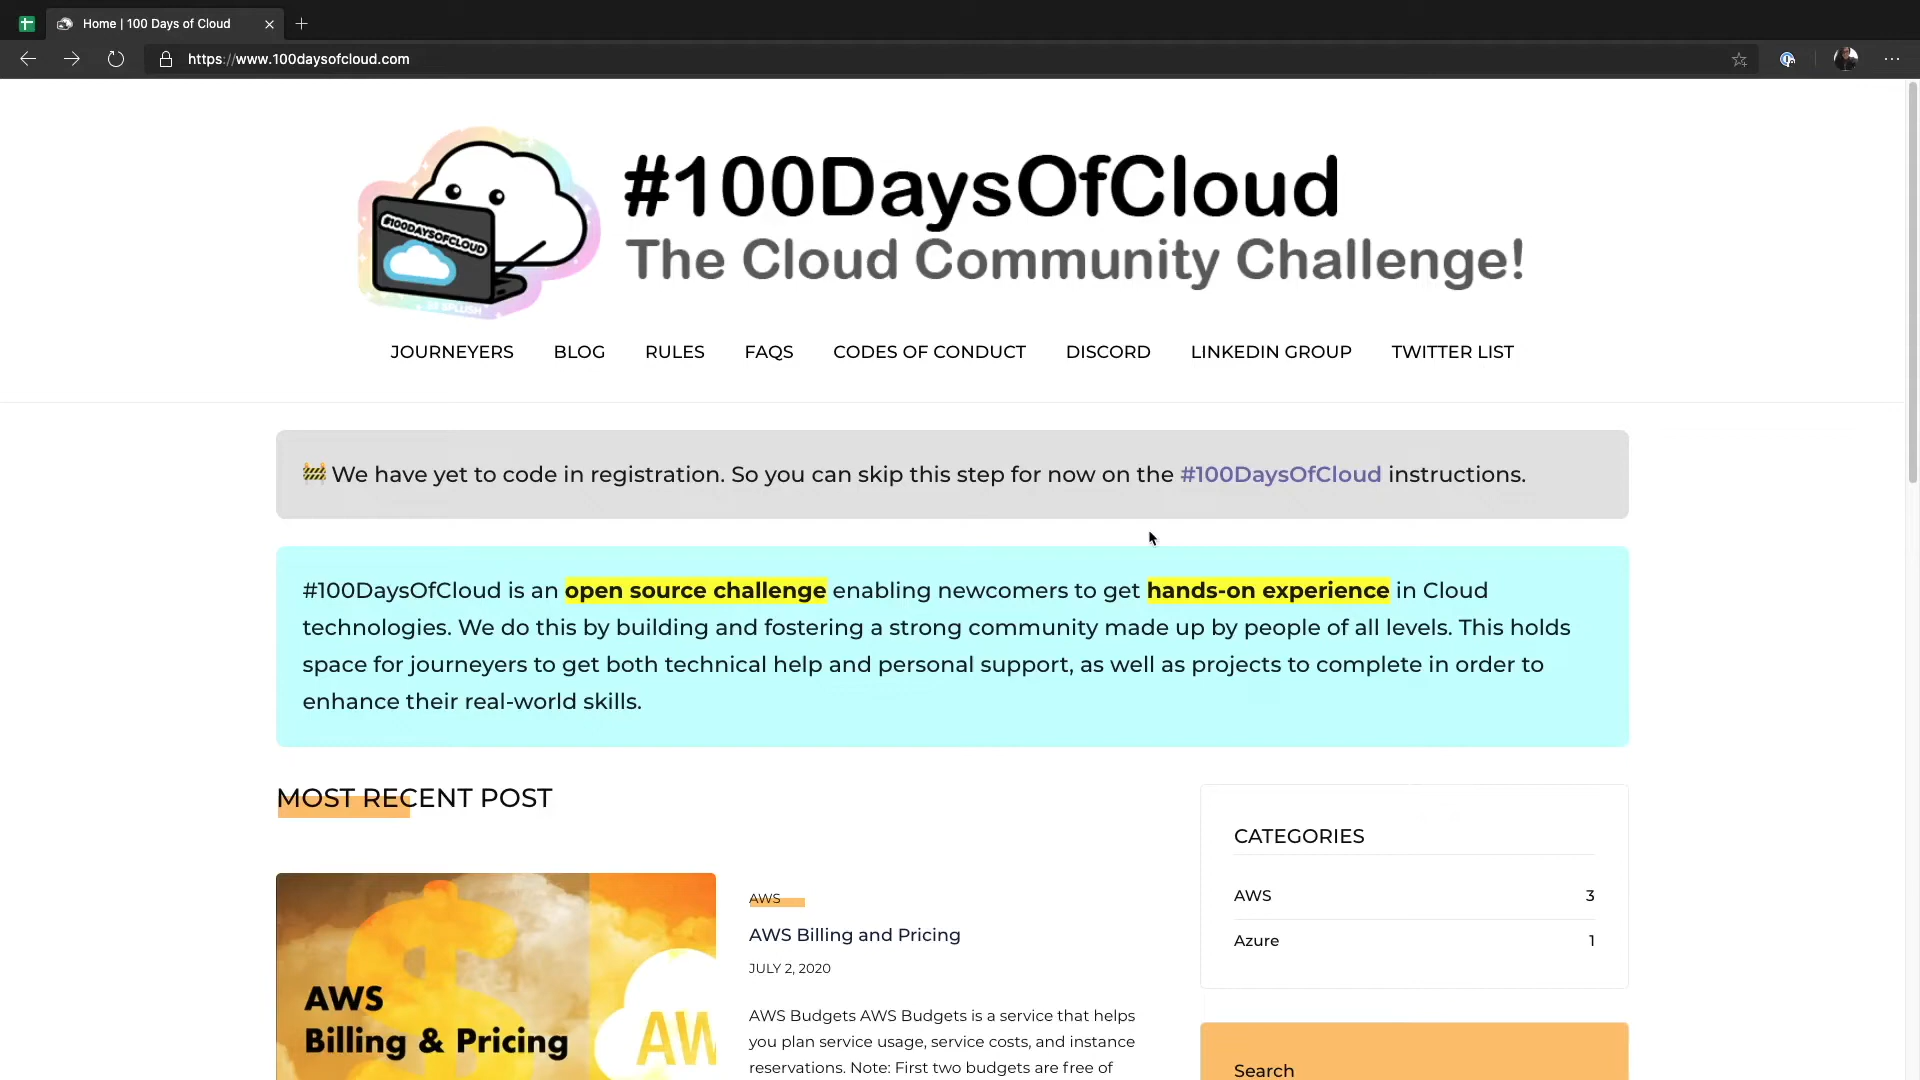 Home | 100 Days of Cloud
https://www.100daysofcloud.com
#100DAYSOFCLOUD
#100DaysOfCloud
The Cloud Community Challenge!
JOURNEYERS BLOG RULES FAQS CODES OF CONDUCT DISCORD LINKEDIN GROUP TWITTER LIST
🚧 We have yet to code in registration. So you can skip this step for now on the #100DaysOfCloud instructions.
#100DaysOfCloud is an open source challenge enabling newcomers to get hands-on experience in Cloud
technologies. We do this by building and fostering a strong community made up by people of all levels. This holds
space for journeyers to get both technical help and personal support, as well as projects to complete in order to
enhance their real-world skills.
MOST RECENT POST
AWS
Billing & Pricing
AW
AWS
AWS Billing and Pricing
JULY 2, 2020
AWS Budgets AWS Budgets is a service that helps
you plan service usage, service costs, and instance
reservations. Note: First two budgets are free of
CATEGORIES
AWS 3
Azure 1
Search